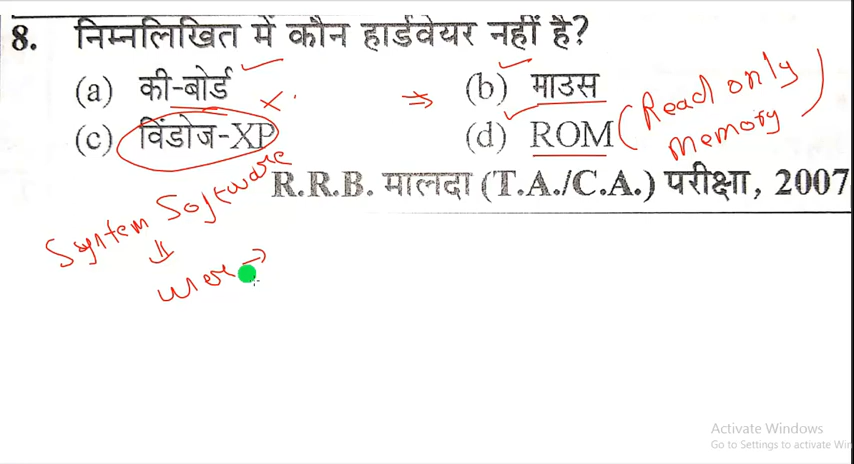 8. निम्नलिखित में कौन हार्डवेयर नहीं है?
(a) की-बोर्ड (b) माउस
(c) विंडोज-XP (d) ROM (Read only
memory)
R.R.B. मालदा (T.A./C.A.) परीक्षा, 2007
System Software
Activate Windows
Go to Settings to activate Win